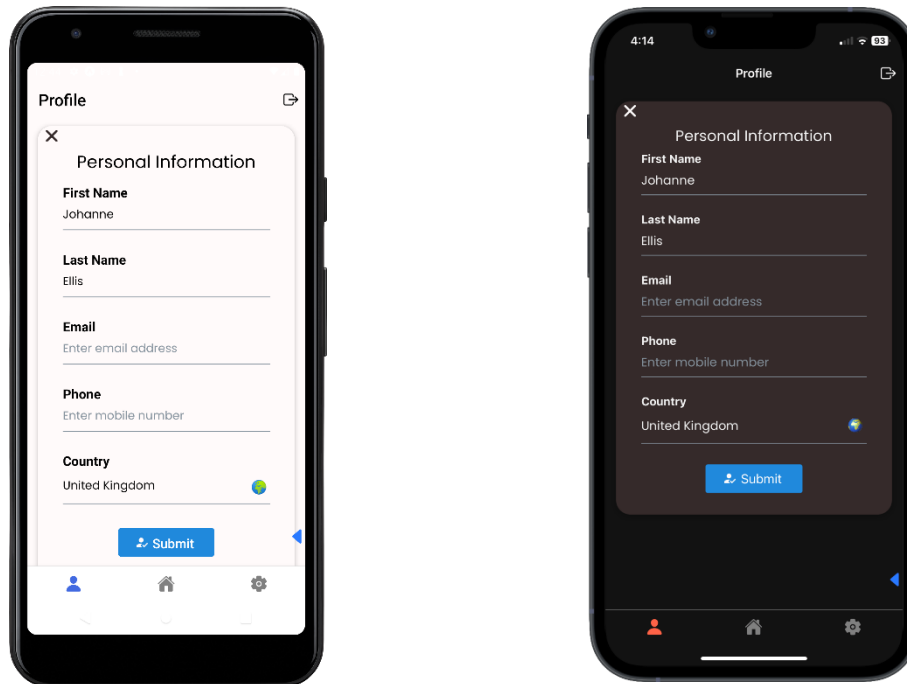 Profile
Personal Information
First Name
Johanne
Last Name
Ellis
Email
Enter email address
Phone
Enter mobile number
Country
United Kingdom
Submit
4:14
93
Profile
Personal Information
First Name
Johanne
Last Name
Ellis
Email
Enter email address
Phone
Enter mobile number
Country
United Kingdom
Submit